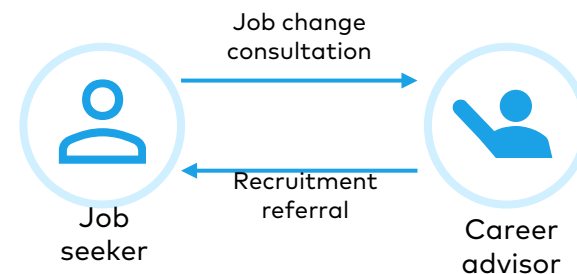 Job change
consultation
Recruitment
referral
Job
seeker
Career
advisor